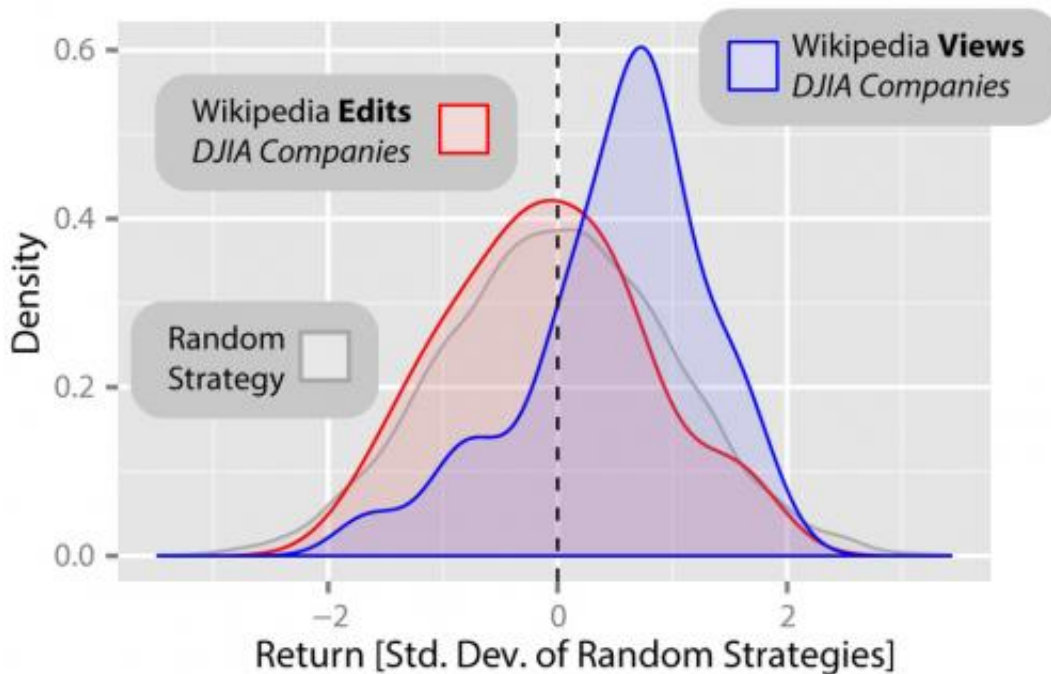 Wikipedia Views
DJIA Companies
Wikipedia Edits
DJIA Companies
Random
Strategy
Density
0.6
0.4
0.2
0.0
−2
0
2
Return [Std. Dev. of Random Strategies]